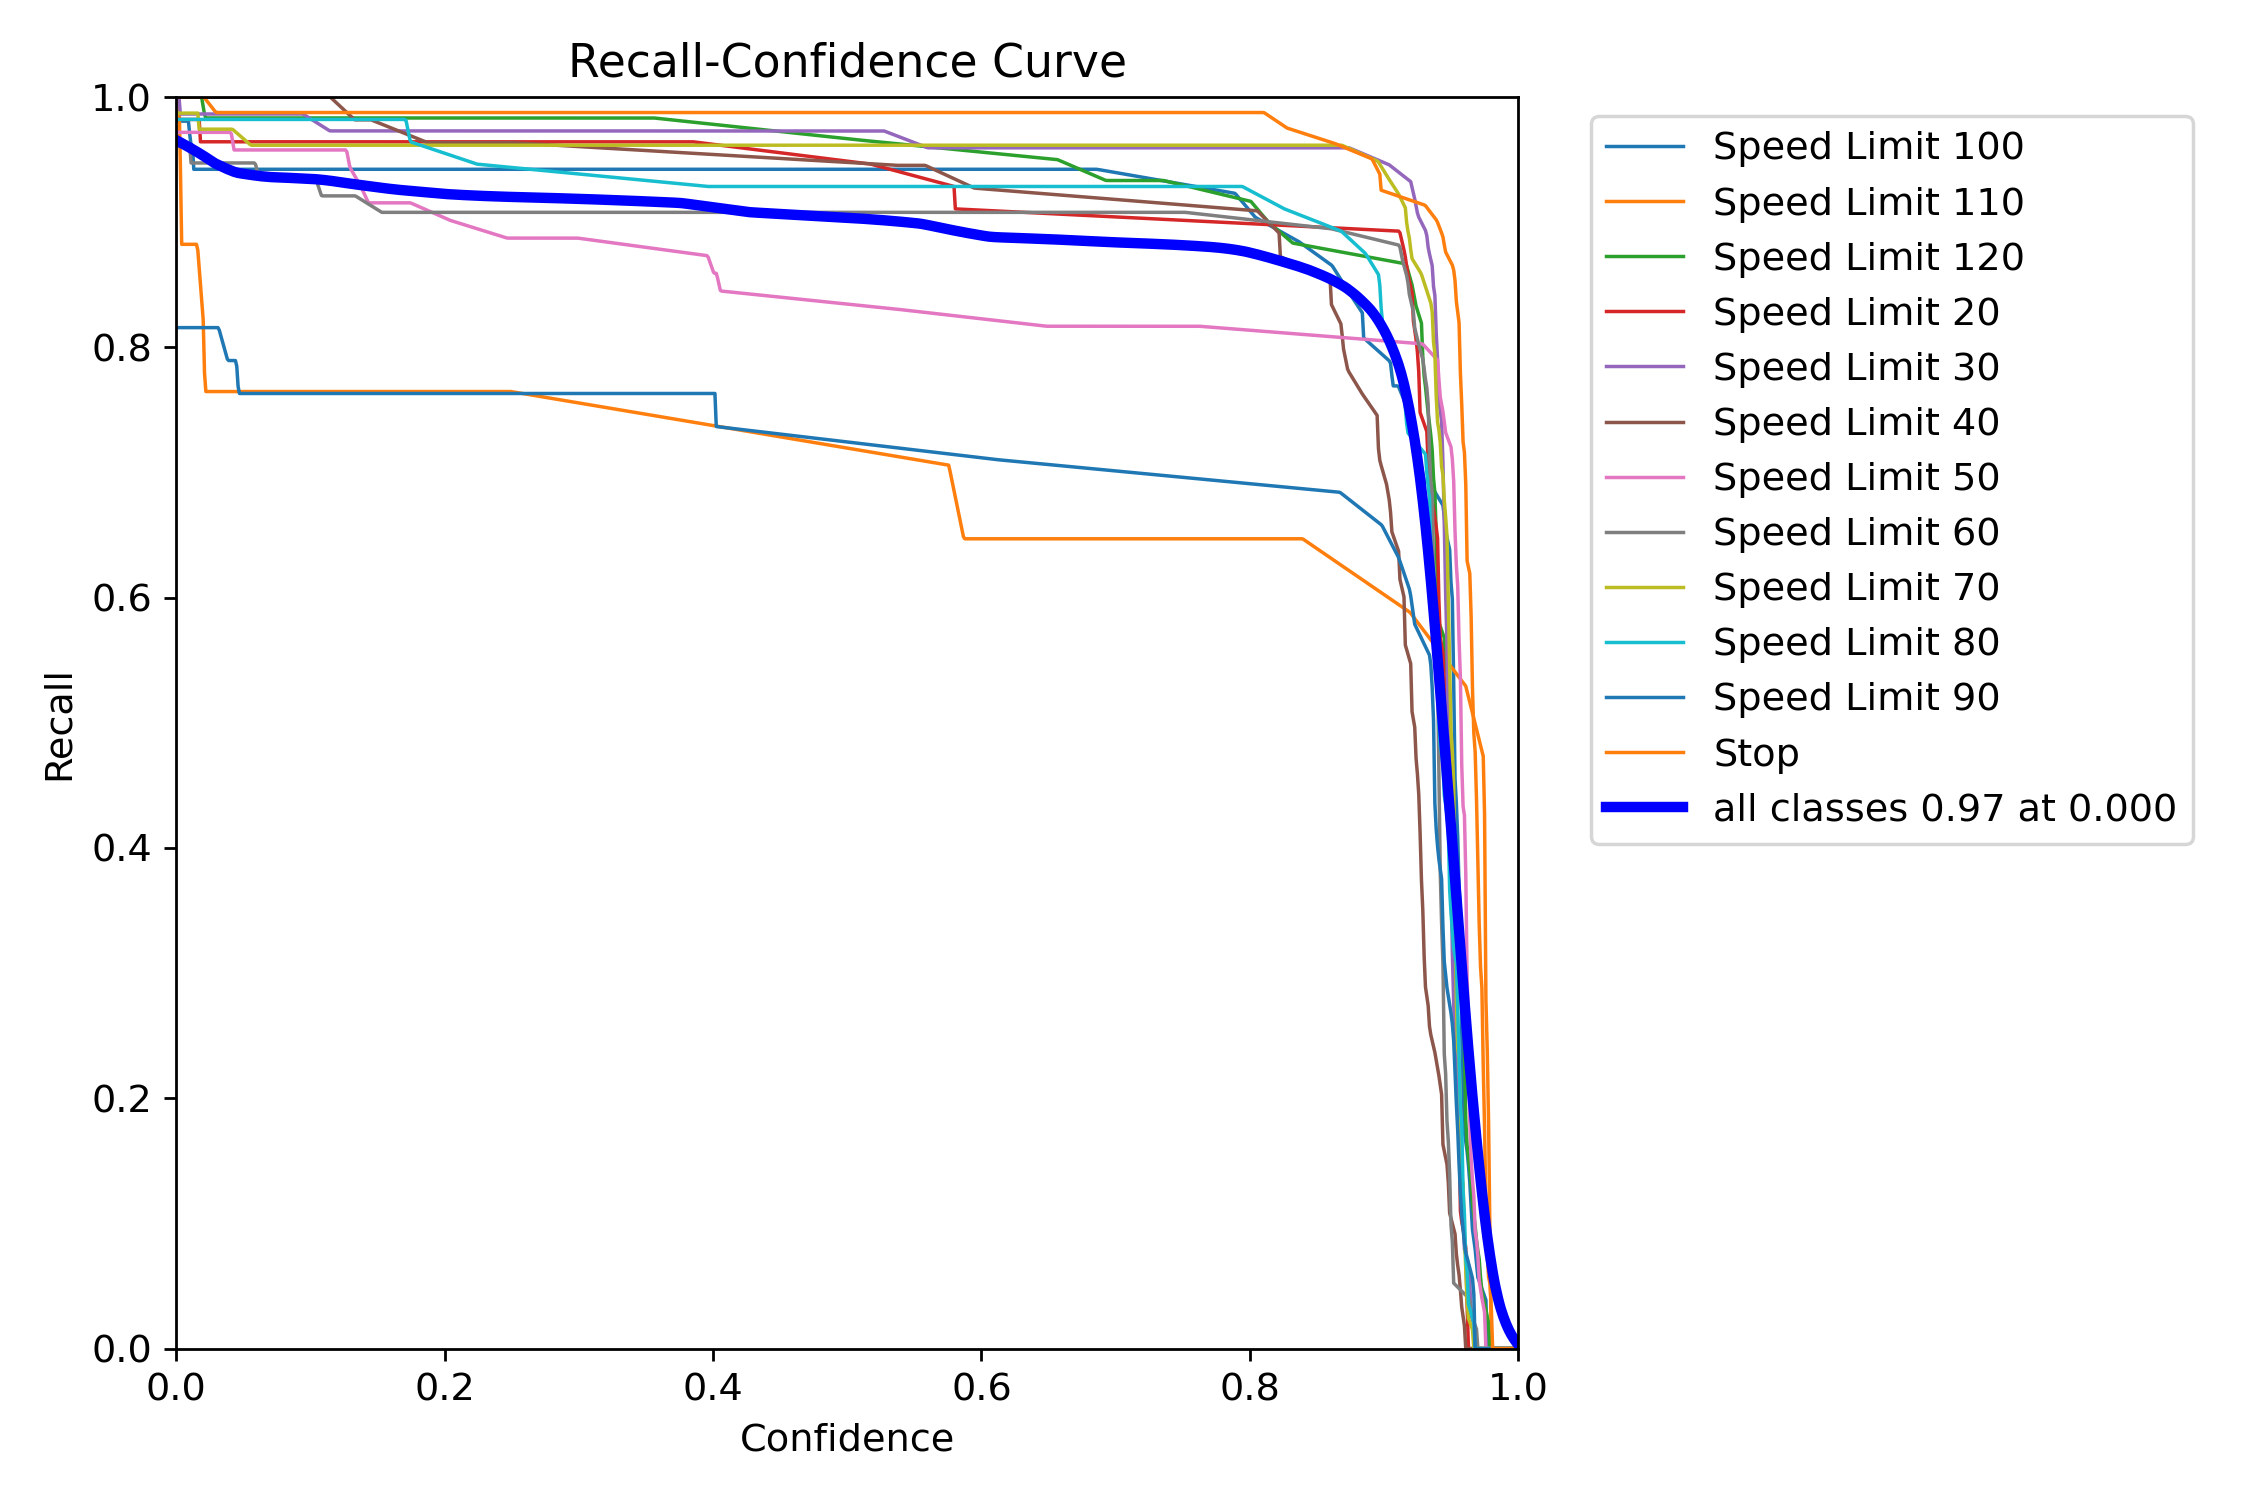 Recall-Confidence Curve
1.0
0.8
0.6
0.4
0.2
0.0
Recall
0.0 0.2 0.4 0.6 0.8 1.0
Confidence
Speed Limit 100
Speed Limit 110
Speed Limit 120
Speed Limit 20
Speed Limit 30
Speed Limit 40
Speed Limit 50
Speed Limit 60
Speed Limit 70
Speed Limit 80
Speed Limit 90
Stop
all classes 0.97 at 0.000